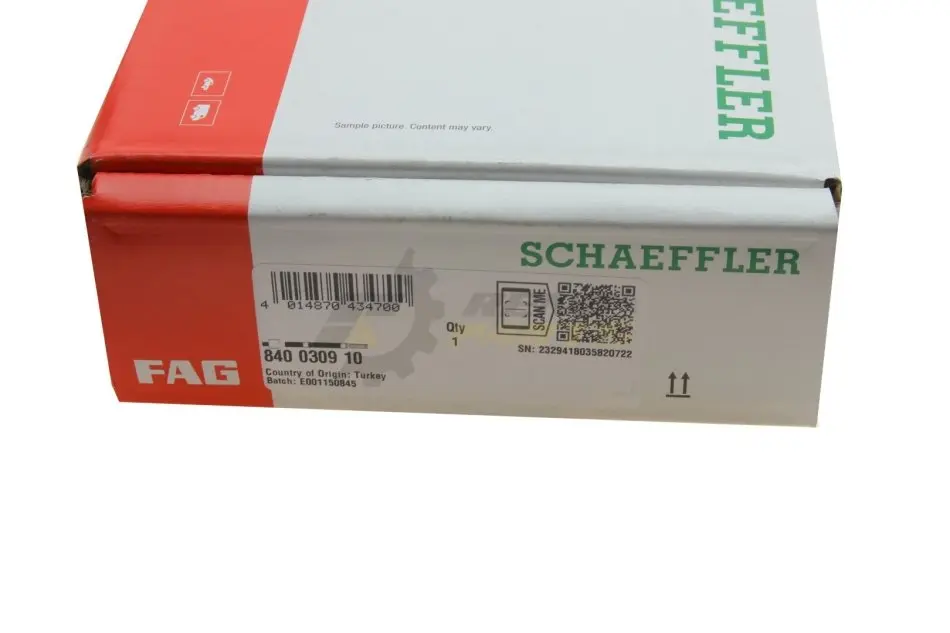 EFFLER
Sample picture. Content may vary.
SCHAEFFLER
4 014870 434700
840 0309 10
Country of Origin: Turkey
Batch: E001150845
Qty
1
SCAN ME
SN: 2329418035820722
FAG